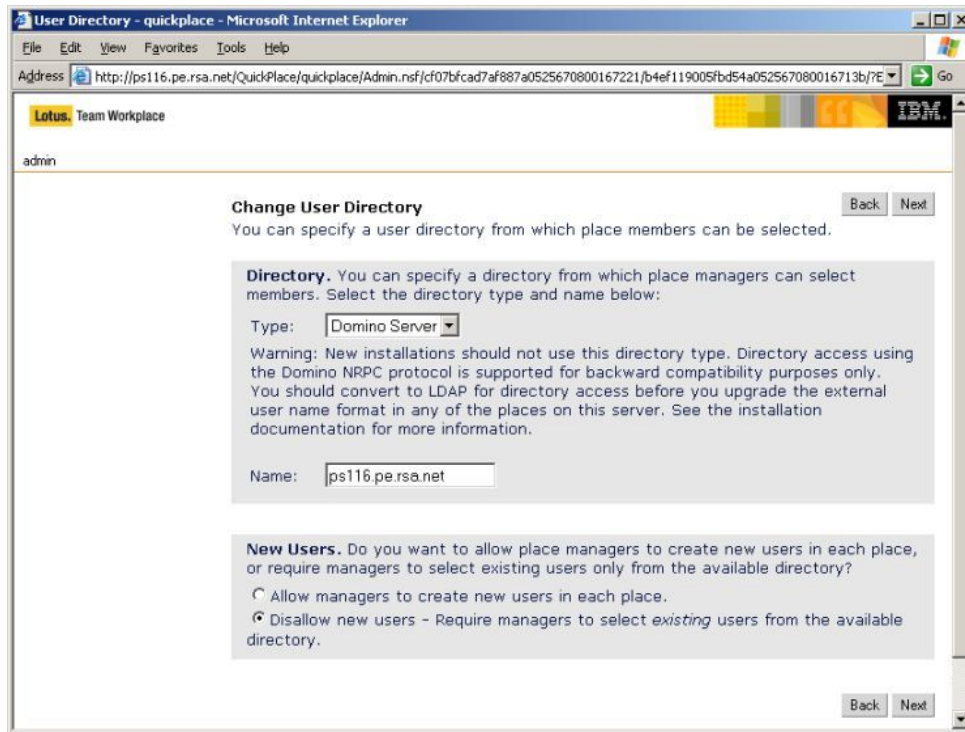 User Directory - quickplace - Microsoft Internet Explorer
File Edit View Favorites Tools Help
Address http://ps116.pe.rsa.net/QuickPlace/quickplace/Admin.nsf/cf07bfcad7af887a0525670800167221/b4ef119005fbd54a052567080016713b/?E Go
Lotus. Team Workplace
IBM.
admin
Change User Directory
Back Next
You can specify a user directory from which place members can be selected.
Directory. You can specify a directory from which place managers can select
members. Select the directory type and name below:
Type: Domino Server
Warning: New installations should not use this directory type. Directory access using
the Domino NRPC protocol is supported for backward compatibility purposes only.
You should convert to LDAP for directory access before you upgrade the external
user name format in any of the places on this server. See the installation
documentation for more information.
Name: ps116.pe.rsa.net
New Users. Do you want to allow place managers to create new users in each place,
or require managers to select existing users only from the available directory?
Allow managers to create new users in each place.
Disallow new users – Require managers to select existing users from the available
directory.
Back Next